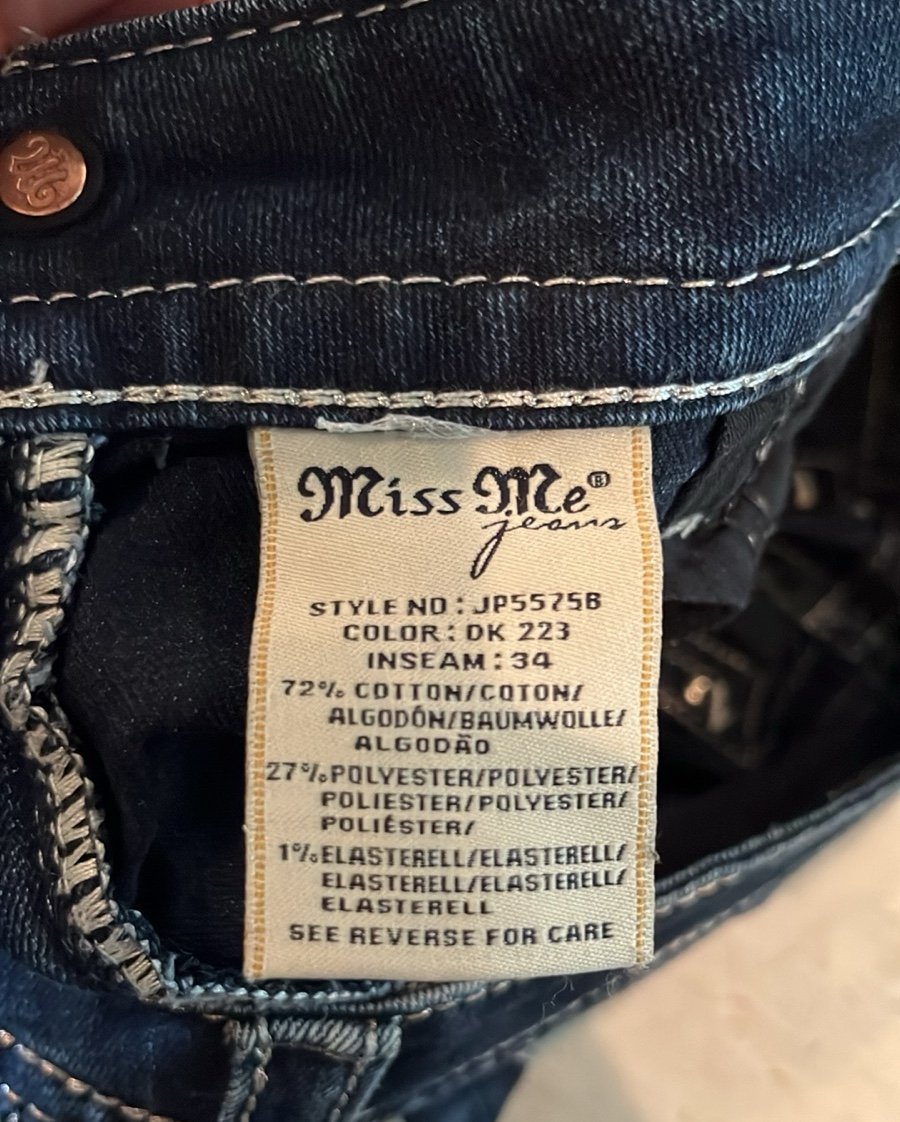 Miss Me®
jeans
STYLE NO : JP5575B
COLOR : DK 223
INSEAM : 34
72% COTTON/COTON/
ALGODÓN/BAUMWOLLE/
ALGODÃO
27% POLYESTER/POLYESTER/
POLIESTER/POLYESTER/
POLIÉSTER/
1% ELASTERELL/ELASTERELL/
ELASTERELL/ELASTERELL/
ELASTERELL
SEE REVERSE FOR CARE